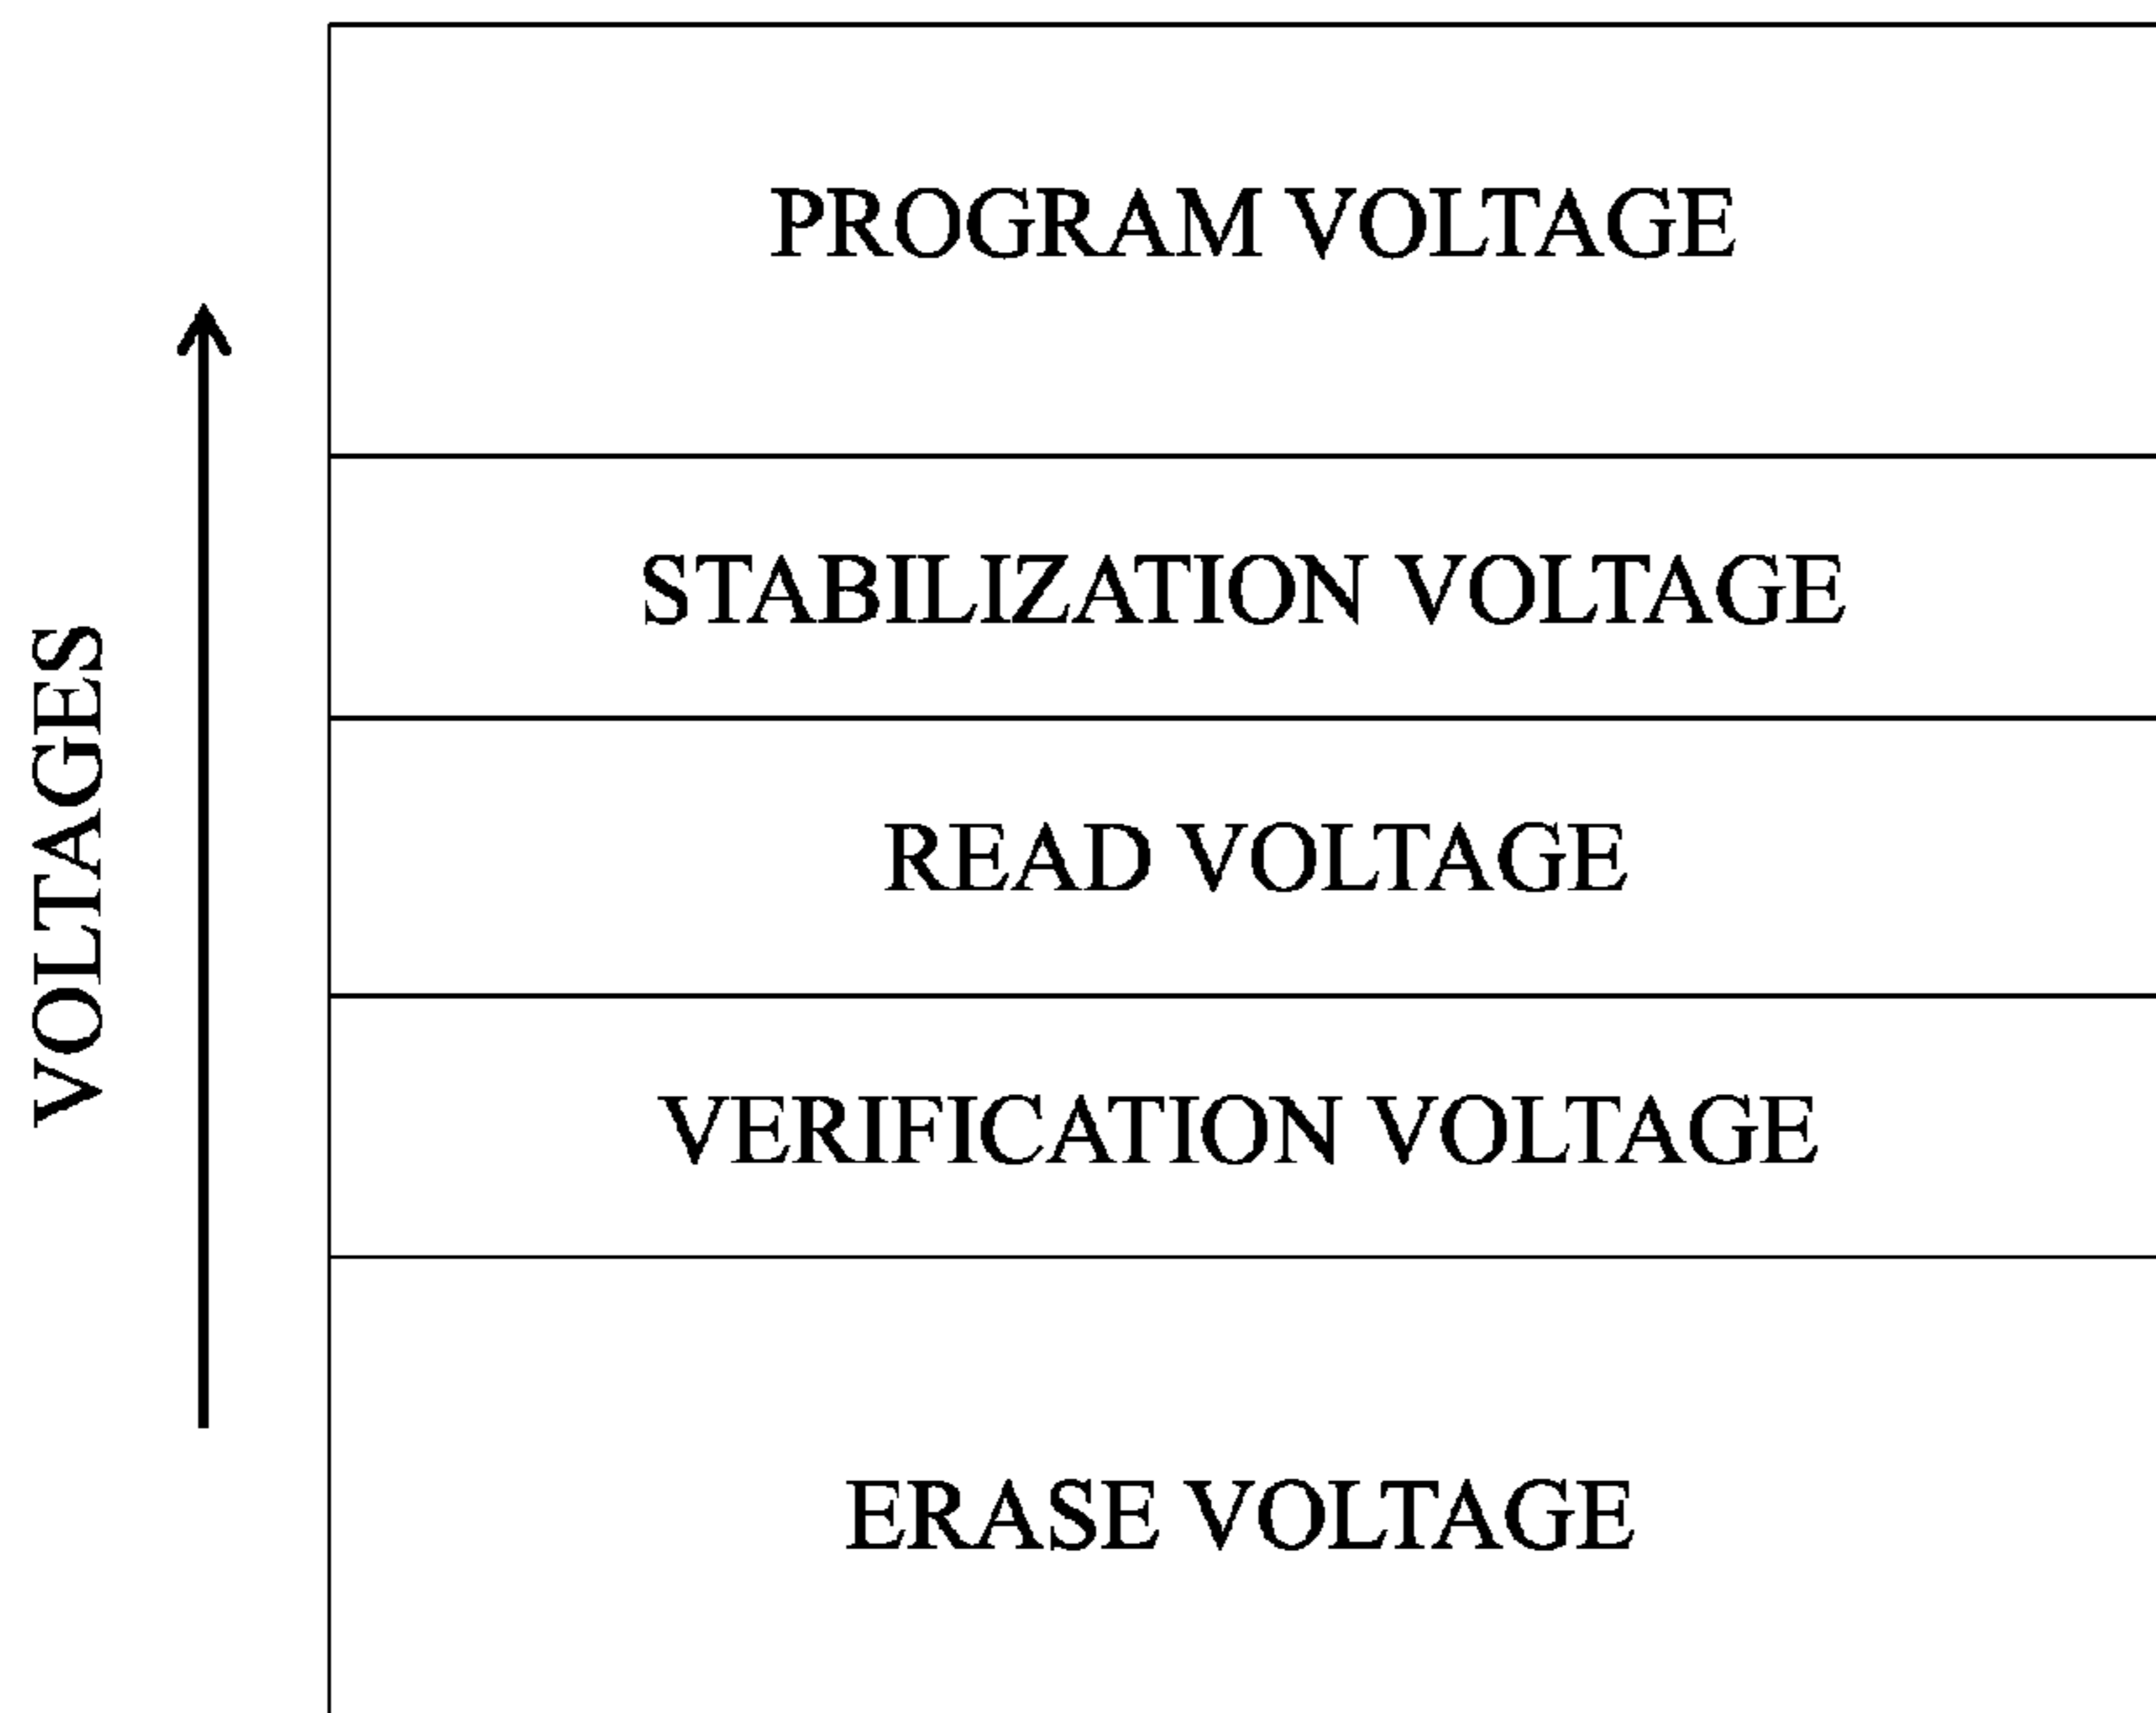 PROGRAM VOLTAGE
STABILIZATION VOLTAGE
READ VOLTAGE
VERIFICATION VOLTAGE
ERASE VOLTAGE
VOLTAGES